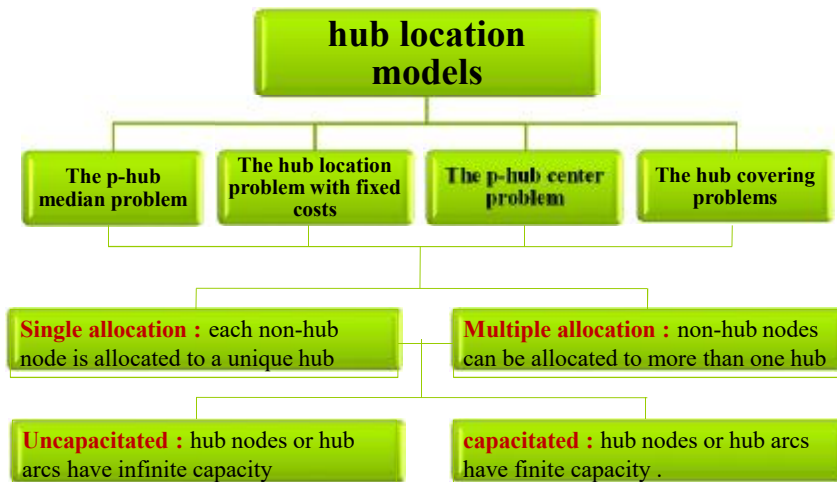 hub location
models
The p-hub
median problem
The hub location
problem with fixed
costs
The p-hub center
problem
The hub covering
problems
Single allocation : each non-hub
node is allocated to a unique hub
Multiple allocation : non-hub nodes
can be allocated to more than one hub
Uncapacitated : hub nodes or hub
arcs have infinite capacity
capacitated : hub nodes or hub arcs
have finite capacity .